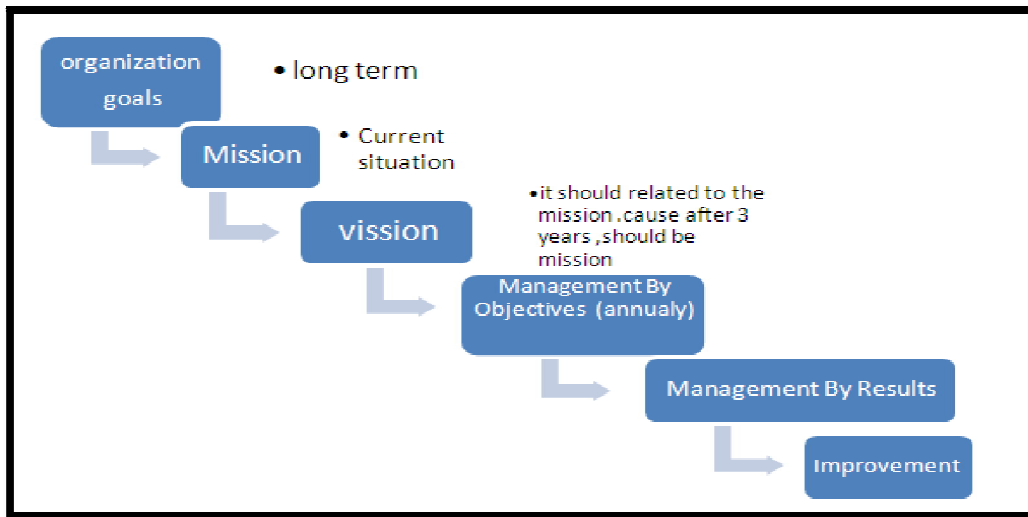 organization
goals
• long term
Mission
• Current
situation
vission
•it should related to the
mission .cause after 3
years ,should be
mission
Management By
Objectives (annualy)
Management By Results
Improvement